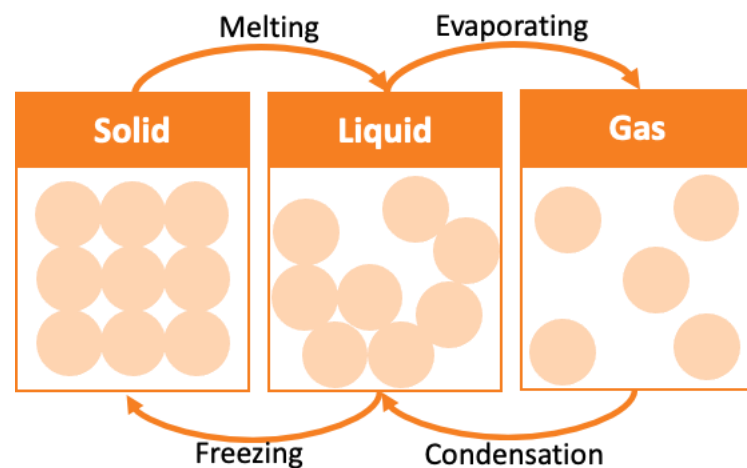 Melting
Evaporating
Solid
Liquid
Gas
Freezing
Condensation